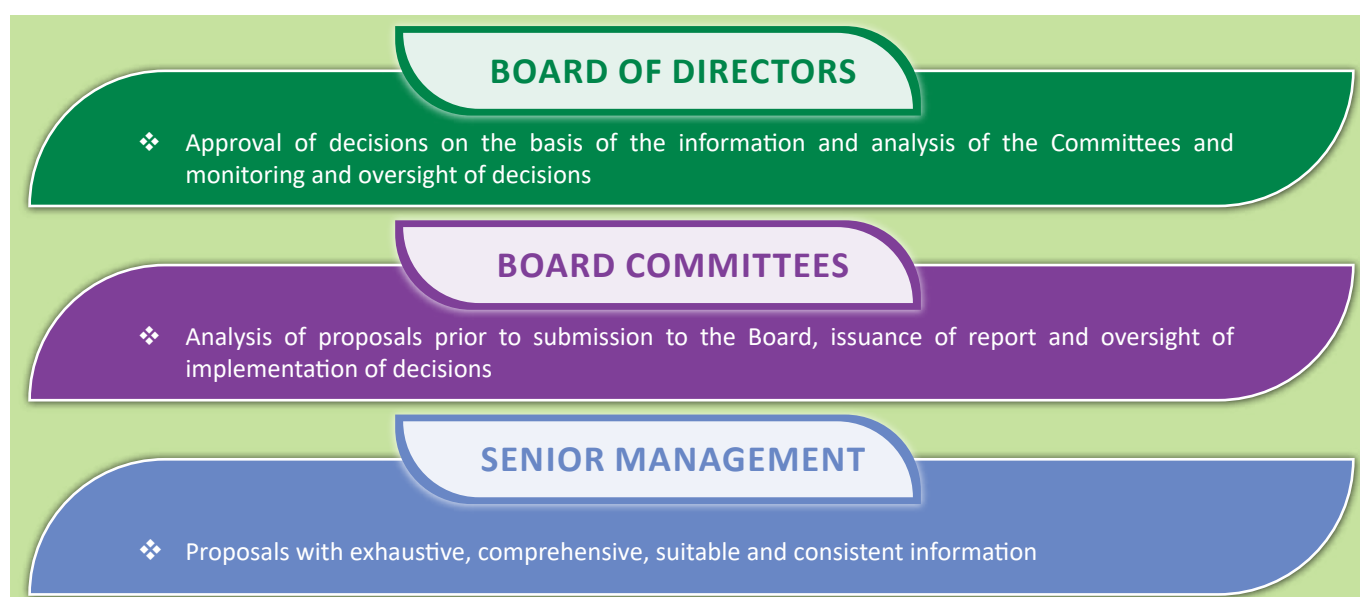 BOARD OF DIRECTORS
❖ Approval of decisions on the basis of the information and analysis of the Committees and
monitoring and oversight of decisions
BOARD COMMITTEES
❖ Analysis of proposals prior to submission to the Board, issuance of report and oversight of
implementation of decisions
SENIOR MANAGEMENT
❖ Proposals with exhaustive, comprehensive, suitable and consistent information